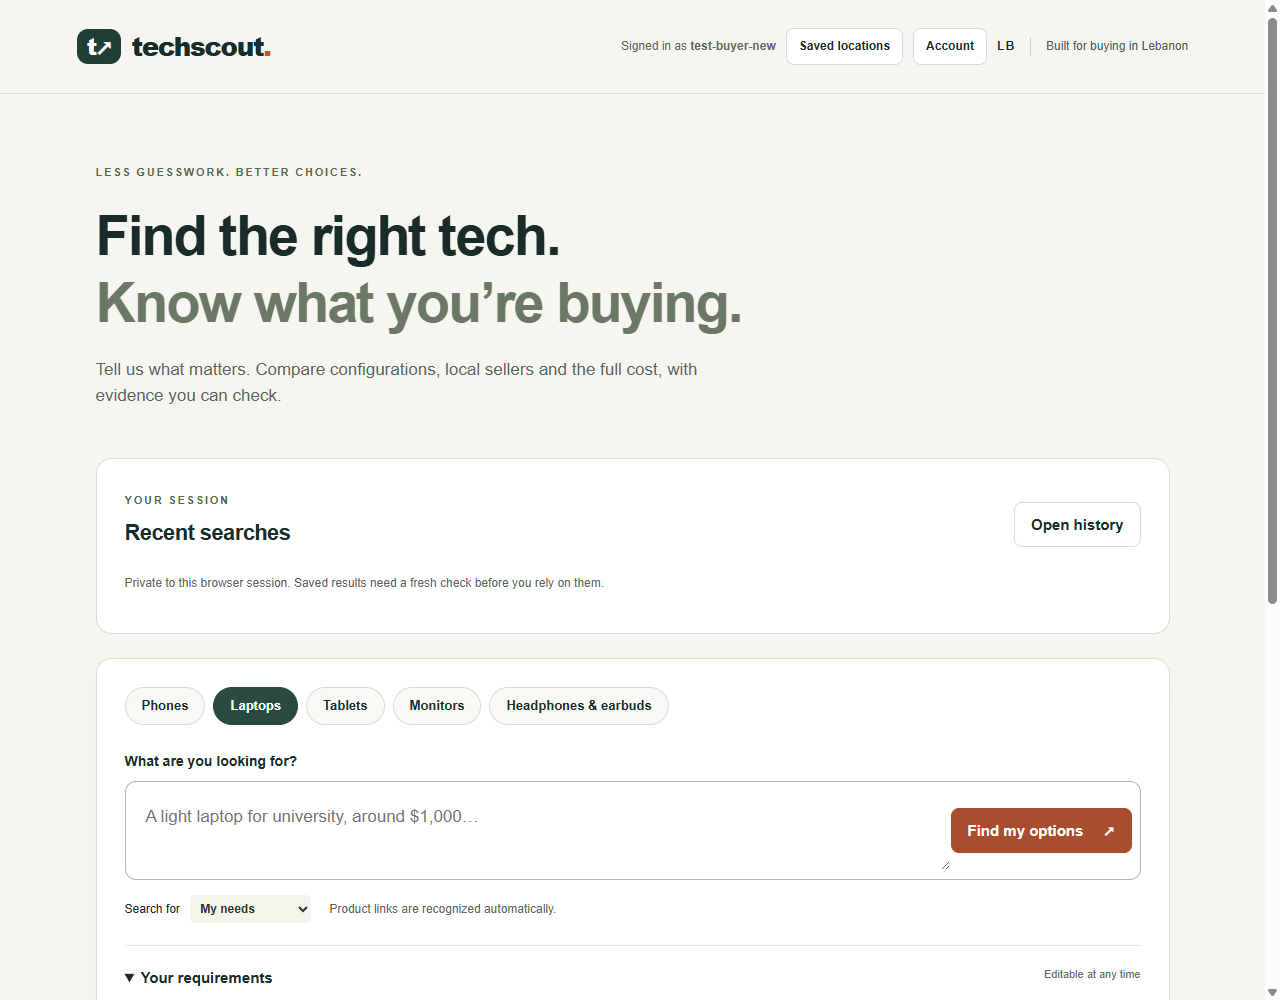 t↗ techscout.
Signed in as test-buyer-new
Saved locations
Account
LB
Built for buying in Lebanon
LESS GUESSWORK. BETTER CHOICES.
Find the right tech.
Know what you’re buying.
Tell us what matters. Compare configurations, local sellers and the full cost, with
evidence you can check.
YOUR SESSION
Recent searches
Open history
Private to this browser session. Saved results need a fresh check before you rely on them.
Phones
Laptops
Tablets
Monitors
Headphones & earbuds
What are you looking for?
A light laptop for university, around $1,000…
Find my options ↗
Search for
My needs
Product links are recognized automatically.
▼ Your requirements
Editable at any time